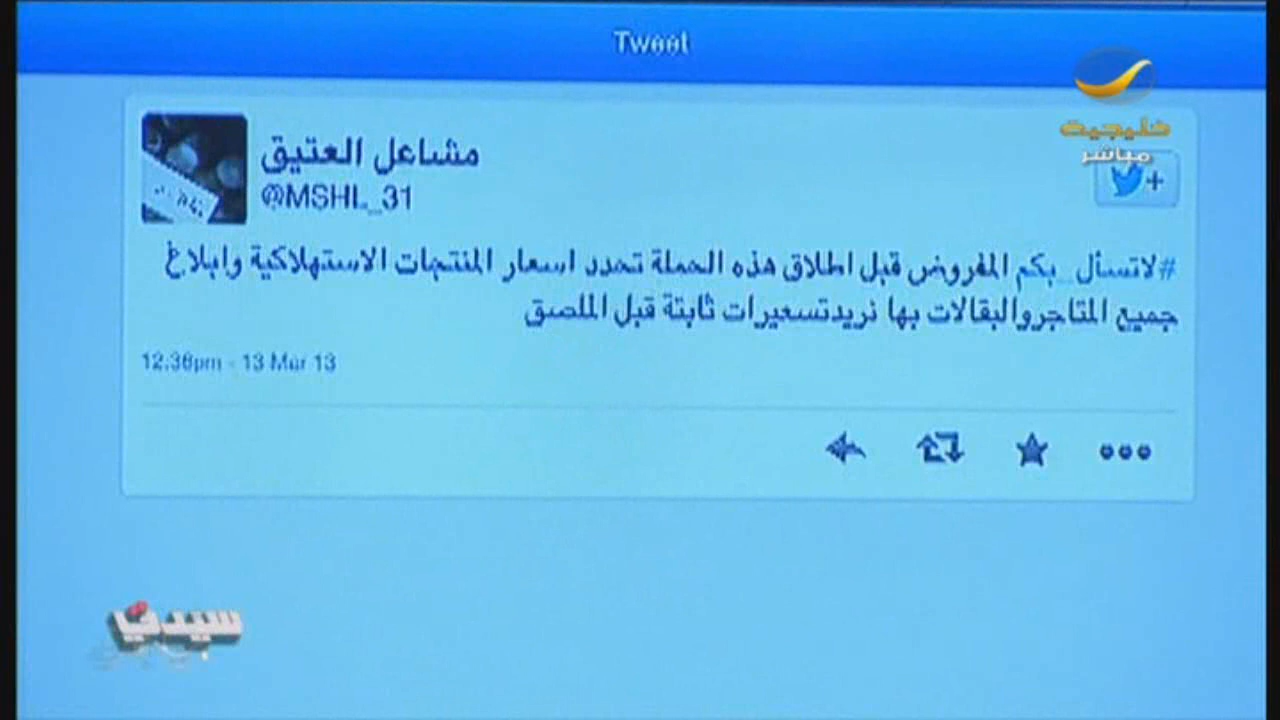 Tweet
خليجية
مباشر
مشاعل العتيق
@MSHL_31
#لاتسأل_بكم المفروض قبل اطلاق هذه الحملة تحدد اسعار المنتجات الاستهلاكية وابلاغ
جميع المتاجروالبقالات بها نريدتسعيرات ثابتة قبل الملصق
12:36pm - 13 Mar 13
سيدتي